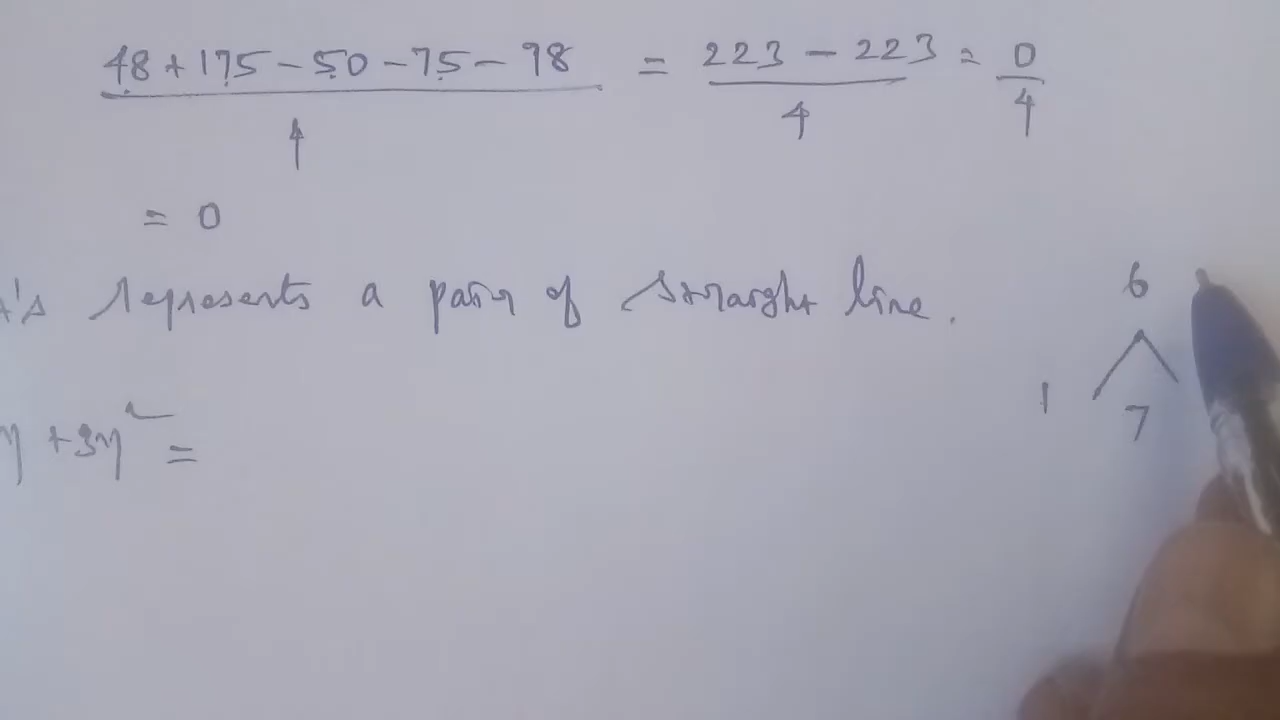 48 + 175 - 50 - 75 - 98 / 4 = 223 - 223 / 4 = 0 / 4
= 0
t's represents a pair of straight line.
y + 3y² =
6
1 7